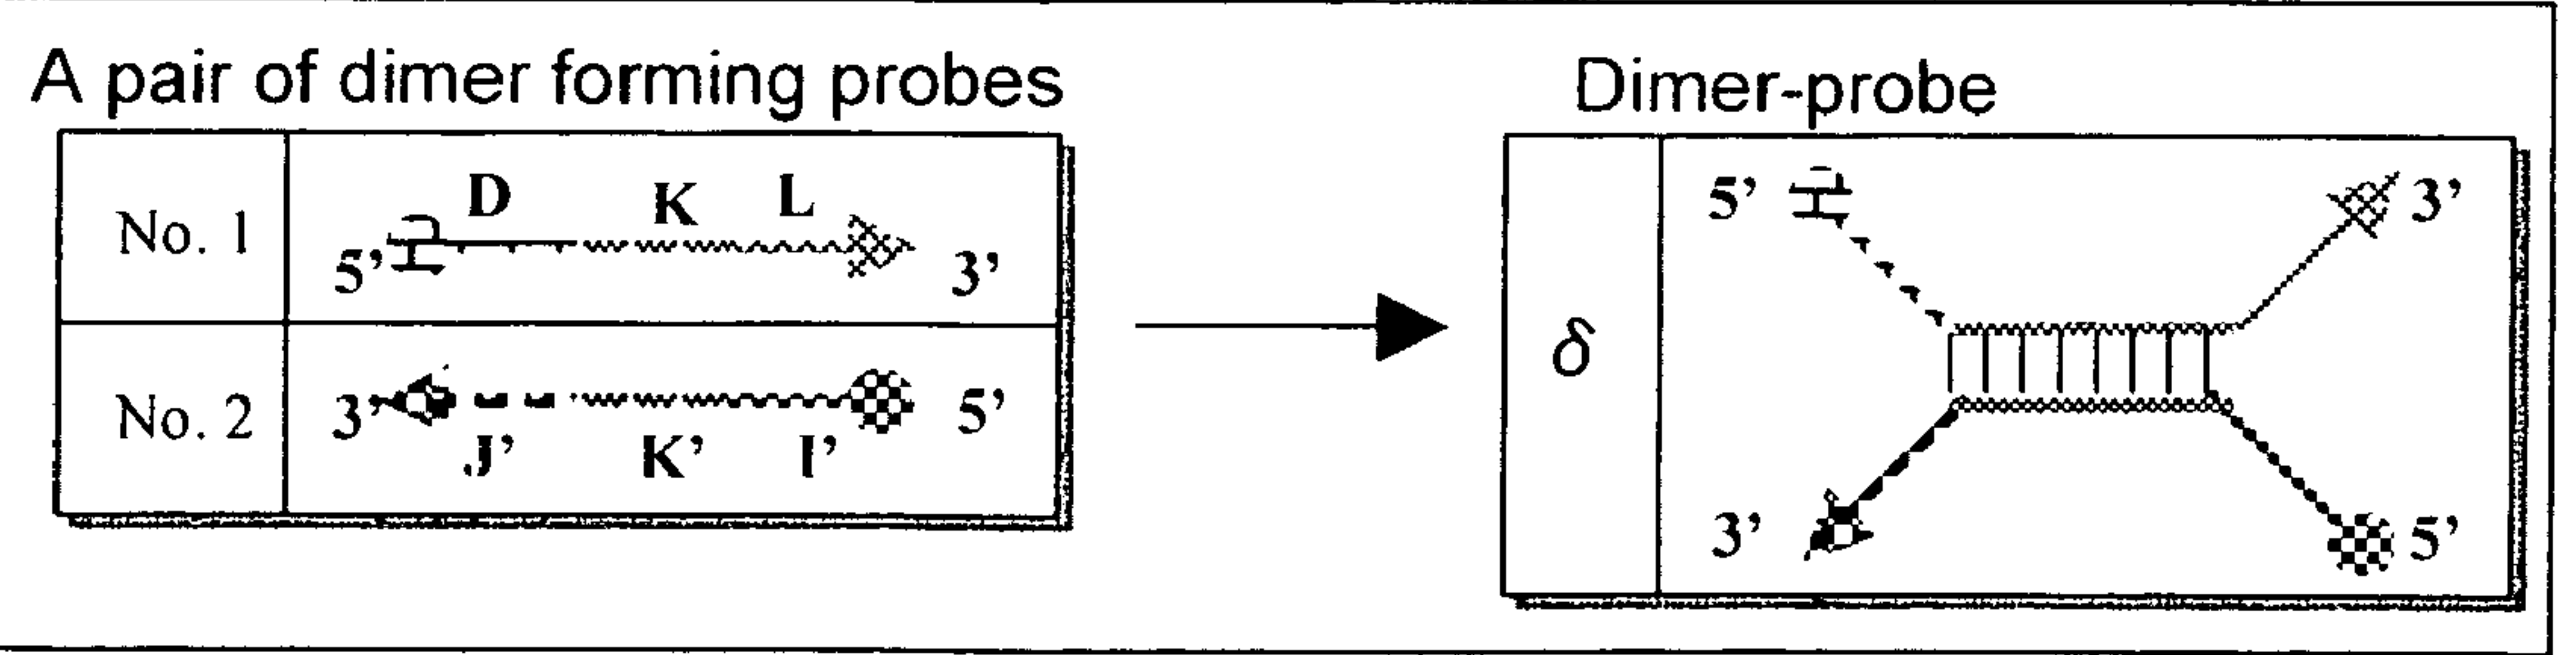 A pair of dimer forming probes
No. 1
D K L
5’ 3’
No. 2
3’ 5’
J’ K’ I’
Dimer-probe
δ
5’ 3’
3’ 5’